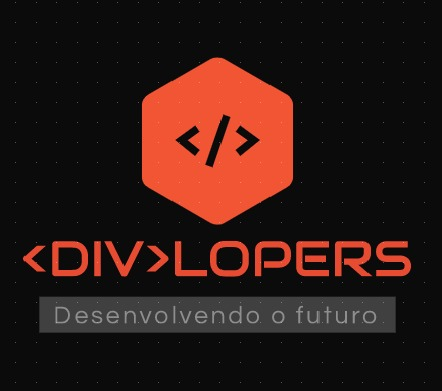 </>
<DIV>LOPERS
Desenvolvendo o futuro